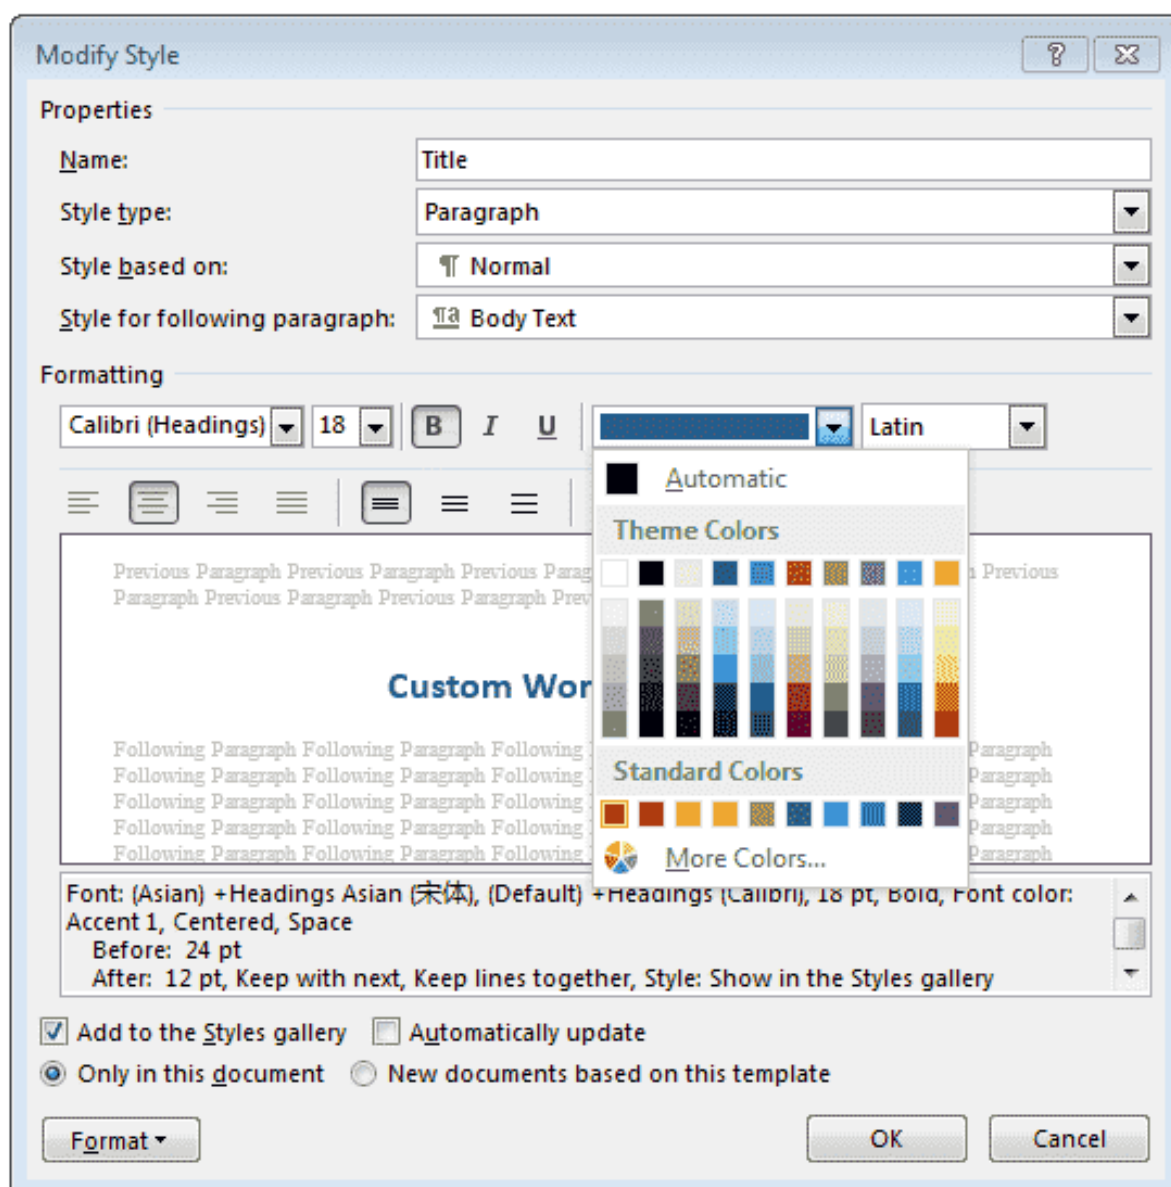 Modify Style
Properties
Name: Title
Style type: Paragraph
Style based on: ¶ Normal
Style for following paragraph: ¶a Body Text
Formatting
Calibri (Headings) 18 B I U Latin
Automatic
Theme Colors
Previous Paragraph Previous Paragraph Previous Previous
Paragraph Previous Paragraph Previous Paragraph
Custom
Following Paragraph Following Paragraph Following Paragraph
Following Paragraph Following Paragraph Following Paragraph
Following Paragraph Following Paragraph Following Paragraph
Following Paragraph Following Paragraph Following Paragraph
Following Paragraph Following Paragraph Following Paragraph
Standard Colors
More Colors...
Font: (Asian) +Headings Asian (宋体), (Default) +Headings (Calibri), 18 pt, Bold, Font color:
Accent 1, Centered, Space
Before: 24 pt
After: 12 pt, Keep with next, Keep lines together, Style: Show in the Styles gallery
Add to the Styles gallery Automatically update
Only in this document New documents based on this template
Format OK Cancel